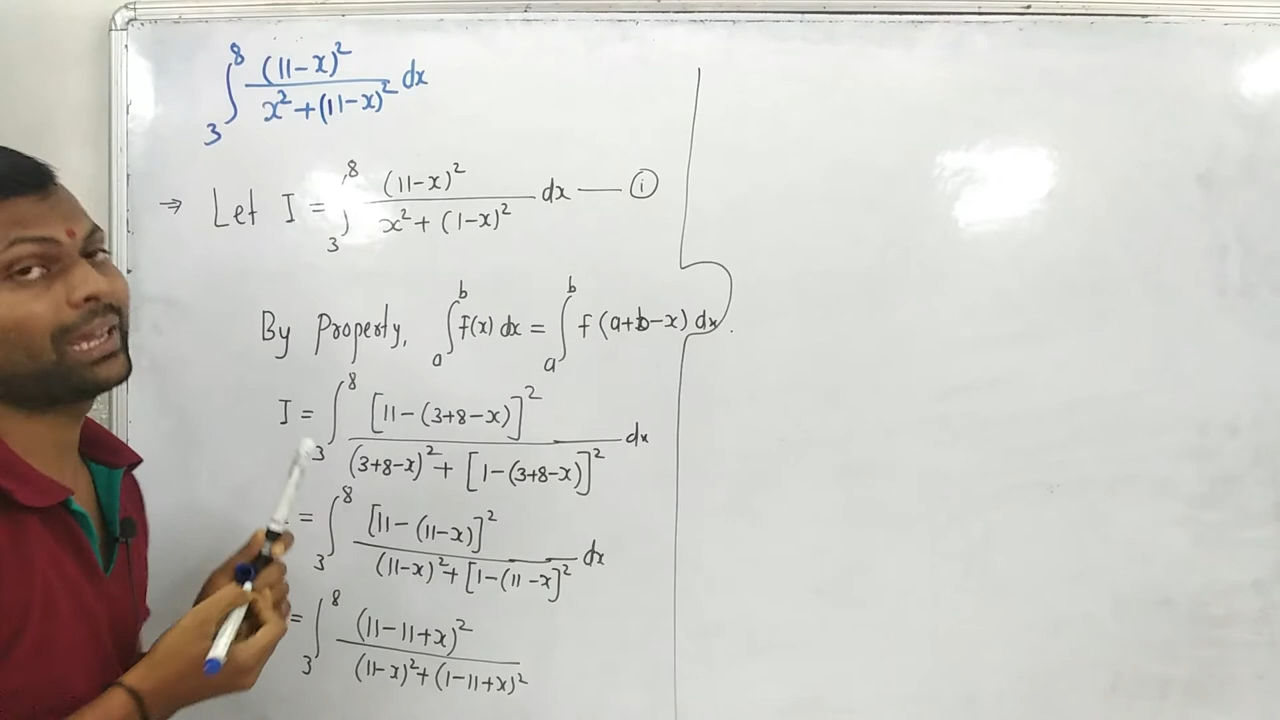 ∫₃⁸ (11-x)² / x²+(11-x)² dx
⇒ Let I = ∫₃⁸ (11-x)² / x²+(1-x)² dx — ⓘ
By Property, ∫ₐᵇ f(x) dx = ∫ₐᵇ f(a+b-x) dx.
I = ∫₃⁸ [11-(3+8-x)]² / (3+8-x)²+[1-(3+8-x)]² dx
= ∫₃⁸ [11-(11-x)]² / (11-x)²+[1-(11-x]² dx
= ∫₃⁸ (11-11+x)² / (11-x)²+(1-11+x)²